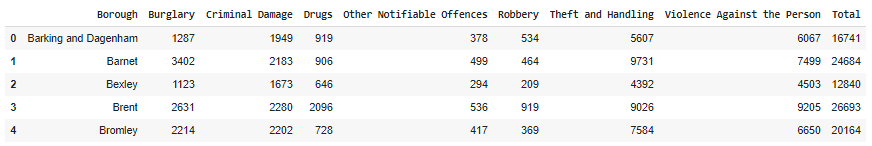 Borough Burglary Criminal Damage Drugs Other Notifiable Offences Robbery Theft and Handling Violence Against the Person Total
0 Barking and Dagenham 1287 1949 919 378 534 5607 6067 16741
1 Barnet 3402 2183 906 499 464 9731 7499 24684
2 Bexley 1123 1673 646 294 209 4392 4503 12840
3 Brent 2631 2280 2096 536 919 9026 9205 26693
4 Bromley 2214 2202 728 417 369 7584 6650 20164